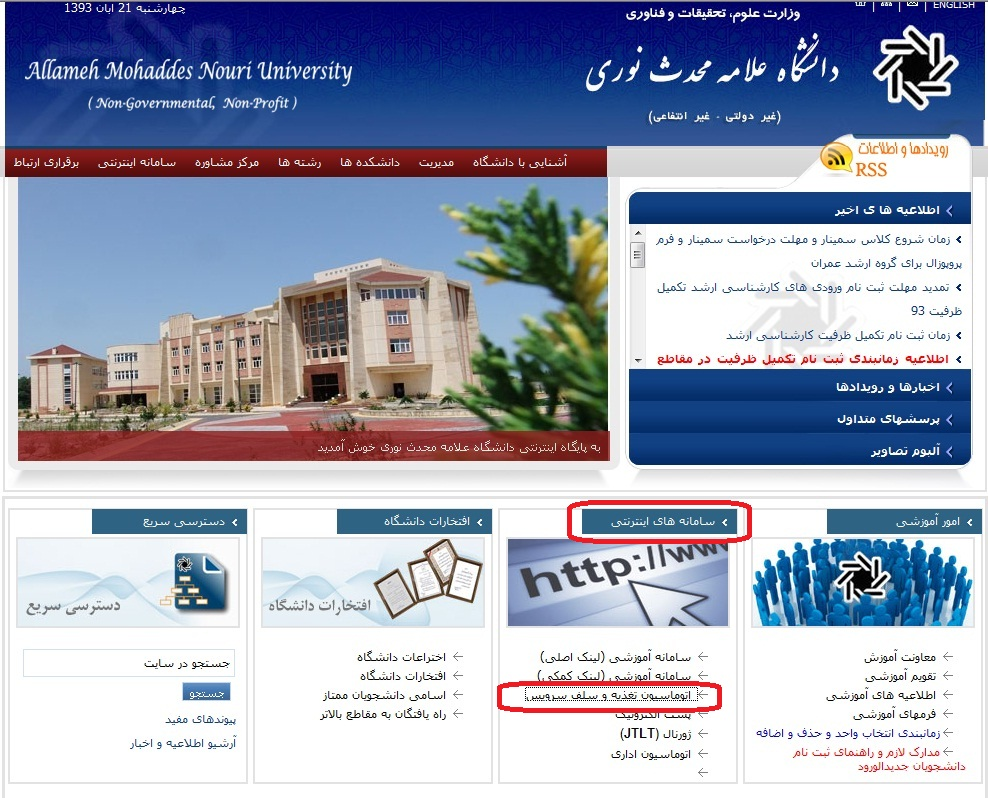 چهارشنبه 21 آبان 1393
ENGLISH
وزارت علوم، تحقیقات و فناوری
Allameh Mohaddes Nouri University
دانشگاه علامه محدث نوری
( Non-Governmental, Non-Profit )
(غیر دولتی - غیر انتفاعی)
آشنایی با دانشگاه
مدیریت
دانشکده ها
رشته ها
مرکز مشاوره
سامانه اینترنتی
برقراری ارتباط
رویدادها و اطلاعات
RSS
اطلاعیه ها ی اخیر
زمان شروع کلاس سمینار و مهلت درخواست سمینار و فرم
پروپوزال برای گروه ارشد عمران
تمدید مهلت ثبت نام ورودی های کارشناسی ارشد تکمیل
ظرفیت 93
زمان ثبت نام تکمیل ظرفیت کارشناسی ارشد
اطلاعیه زمانبندی ثبت نام تکمیل ظرفیت در مقاطع
اخبارها و رویدادها
پرسشهای متداول
آلبوم تصاویر
به پایگاه اینترنتی دانشگاه علامه محدث نوری خوش آمدید
امور آموزشی
معاونت آموزش
تقویم آموزشی
اطلاعیه های آموزشی
فرمهای آموزشی
زمانبندی انتخاب واحد و حذف و اضافه
مدارک لازم و راهنمای ثبت نام
دانشجویان جدیدالورود
سامانه های اینترنتی
http://www
سامانه آموزشی (لینک اصلی)
سامانه آموزشی (لینک کمکی)
اتوماسیون تغذیه و سلف سرویس
پست الکترونیک
ژورنال (JTLT)
اتوماسیون اداری
افتخارات دانشگاه
افتخارات دانشگاه
اختراعات دانشگاه
افتخارات دانشگاه
اسامی دانشجویان ممتاز
راه یافتگان به مقاطع بالاتر
دسترسی سریع
دسترسی سریع
جستجو در سایت
جستجو
پیوندهای مفید
آرشیو اطلاعیه و اخبار